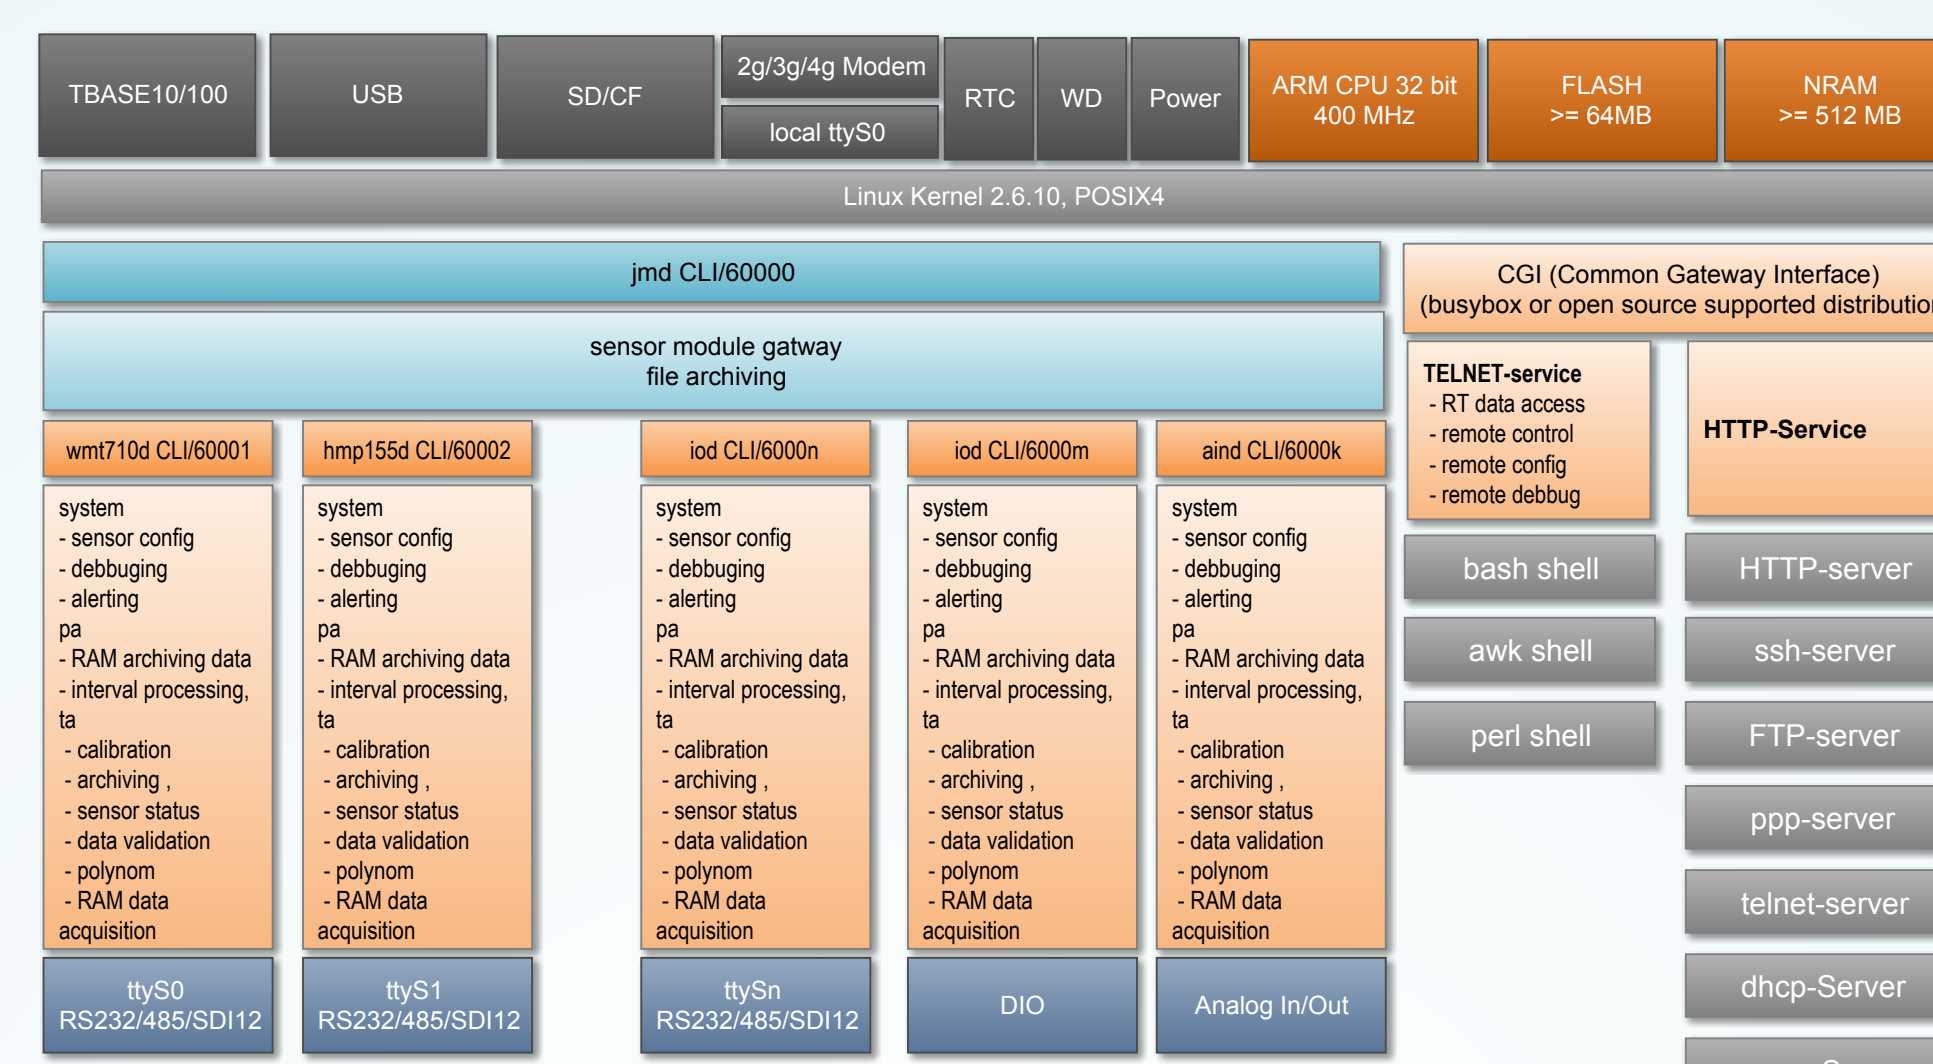 TBASE10/100
USB
SD/CF
2g/3g/4g Modem
local ttyS0
RTC
WD
Power
ARM CPU 32 bit
400 MHz
FLASH
>= 64MB
NRAM
>= 512 MB
Linux Kernel 2.6.10, POSIX4
jmd CLI/60000
sensor module gatway
file archiving
CGI (Common Gateway Interface)
(busybox or open source supported
TELNET-service
- RT data access
- remote control
- remote config
- remote debbug
HTTP-Service
wmt710d CLI/60001
system
- sensor config
- debbuging
- alerting
pa
- RAM archiving data
- interval processing,
ta
- calibration
- archiving ,
- sensor status
- data validation
- polynom
- RAM data
acquisition
ttyS0
RS232/485/SDI12
hmp155d CLI/60002
system
- sensor config
- debbuging
- alerting
pa
- RAM archiving data
- interval processing,
ta
- calibration
- archiving ,
- sensor status
- data validation
- polynom
- RAM data
acquisition
ttyS1
RS232/485/SDI12
iod CLI/6000n
system
- sensor config
- debbuging
- alerting
pa
- RAM archiving data
- interval processing,
ta
- calibration
- archiving ,
- sensor status
- data validation
- polynom
- RAM data
acquisition
ttySn
RS232/485/SDI12
iod CLI/6000m
system
- sensor config
- debbuging
- alerting
pa
- RAM archiving data
- interval processing,
ta
- calibration
- archiving ,
- sensor status
- data validation
- polynom
- RAM data
acquisition
DIO
aind CLI/6000k
system
- sensor config
- debbuging
- alerting
pa
- RAM archiving data
- interval processing,
ta
- calibration
- archiving ,
- sensor status
- data validation
- polynom
- RAM data
acquisition
Analog In/Out
bash shell
awk shell
perl shell
HTTP-server
ssh-server
FTP-server
ppp-server
telnet-server
dhcp-Server